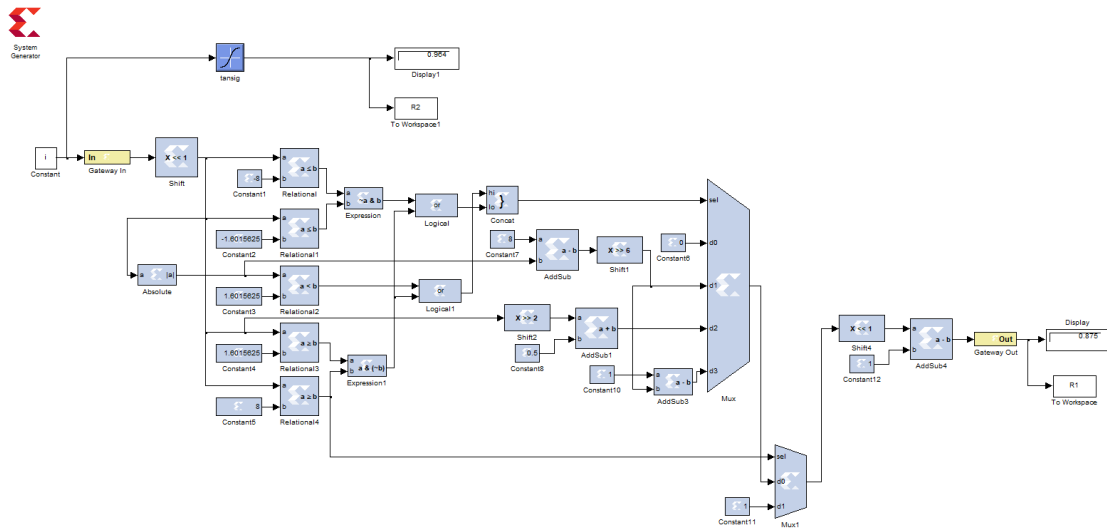 System
Generator
tansig
0.964
Display1
R2
To Workspace1
i
Constant
In
Gateway In
X << 1
Shift
-8
Constant1
a
b
a ≤ b
Relational
a
b
~a & b
Expression
or
Logical
hi
lo
}
Concat
-1.6015625
Constant2
a
b
a ≤ b
Relational1
a
|a|
Absolute
1.6015625
Constant3
a
b
a < b
Relational2
or
Logical1
8
Constant7
a
b
a - b
AddSub
X >> 6
Shift1
0
Constant6
sel
d0
d1
d2
d3
Mux
1.6015625
Constant4
a
b
a ≥ b
Relational3
a
b
a & (~b)
Expression1
X >> 2
Shift2
0.5
Constant8
a
b
a + b
AddSub1
1
Constant10
a
b
a - b
AddSub3
8
Constant5
a
b
a ≥ b
Relational4
1
Constant11
sel
d0
d1
Mux1
X << 1
Shift4
1
Constant12
a
b
a - b
AddSub4
Out
Gateway Out
Display
0.875
R1
To Workspace